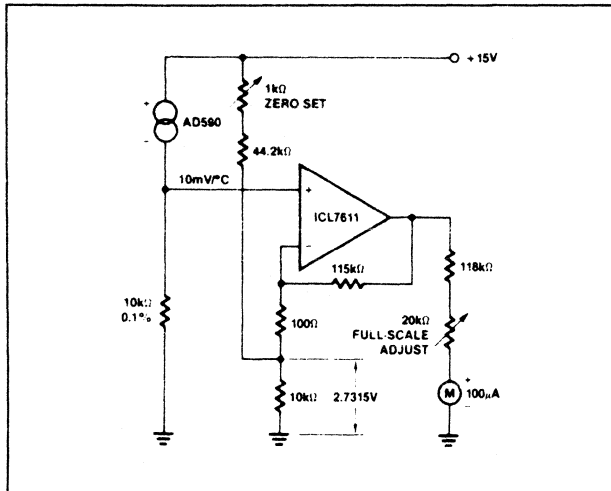 +15V
1kΩ
ZERO SET
+
AD590
-
44.2kΩ
10mV/°C
+
ICL7611
-
115kΩ
118kΩ
10kΩ
0.1%
100Ω
20kΩ
FULL-SCALE
ADJUST
10kΩ
2.7315V
+
M
100μA
-